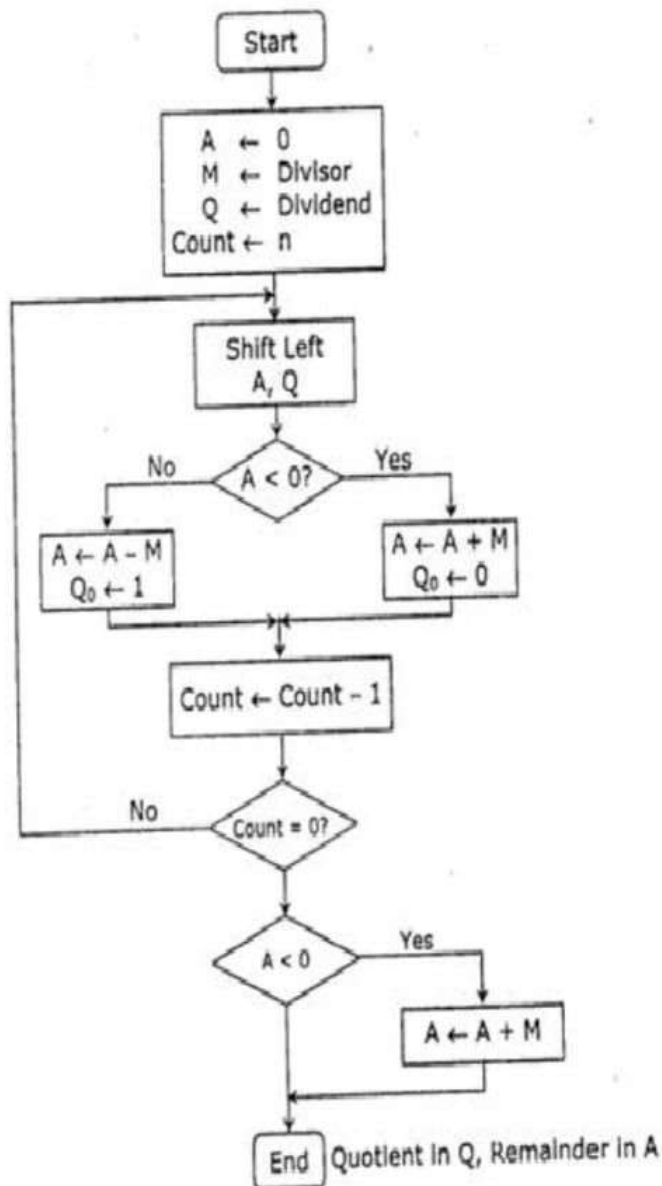 Start
A ← 0
M ← Divisor
Q ← Dividend
Count ← n
Shift Left
A, Q
No
A < 0?
Yes
A ← A – M
Q₀ ← 1
A ← A + M
Q₀ ← 0
Count ← Count – 1
No
Count = 0?
A < 0
Yes
A ← A + M
End
Quotient in Q, Remainder in A